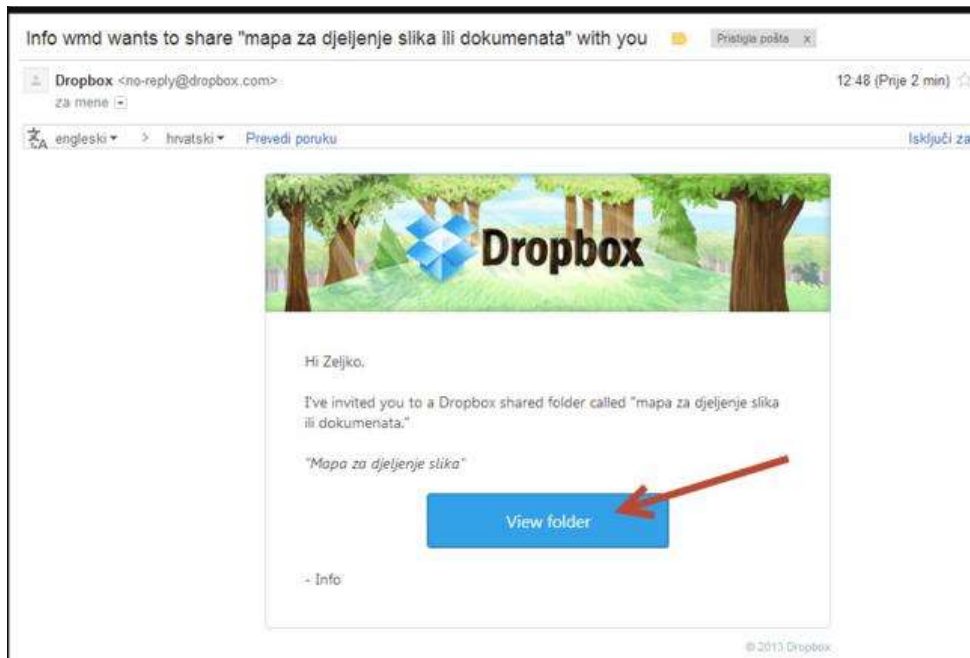 Info wmd wants to share "mapa za djeljenje slika ili dokumenata" with you Pristigla pošta x
Dropbox <no-reply@dropbox.com> 12:48 (Prije 2 min)
za mene
engleski > hrvatski Prevedi poruku Isključi za
Dropbox
Hi Zeljko,
I've invited you to a Dropbox shared folder called "mapa za djeljenje slika
ili dokumenata."
"Mapa za djeljenje slika"
View folder
- Info
© 2013 Dropbox